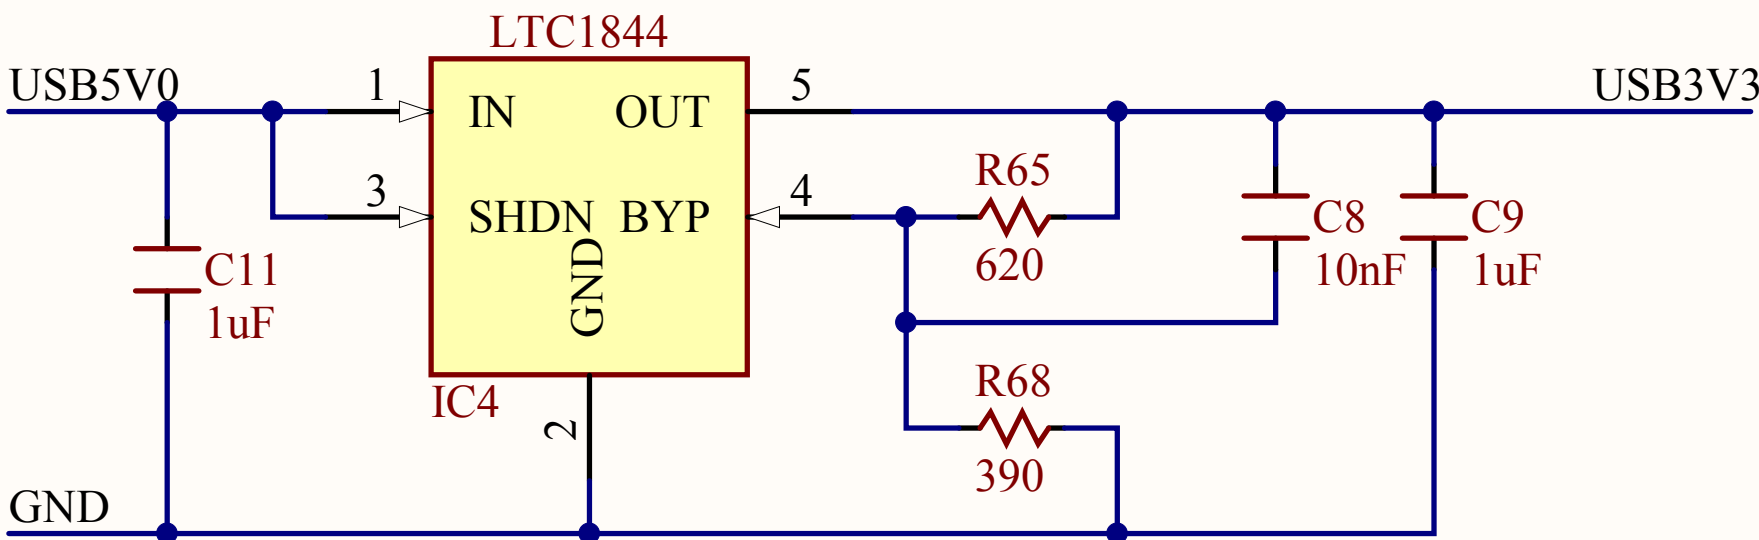 LTC1844
USB5V0
1
IN
OUT
5
USB3V3
3
SHDN
BYP
4
R65
620
C8
10nF
C9
1uF
C11
1uF
GND
IC4
2
R68
390
GND